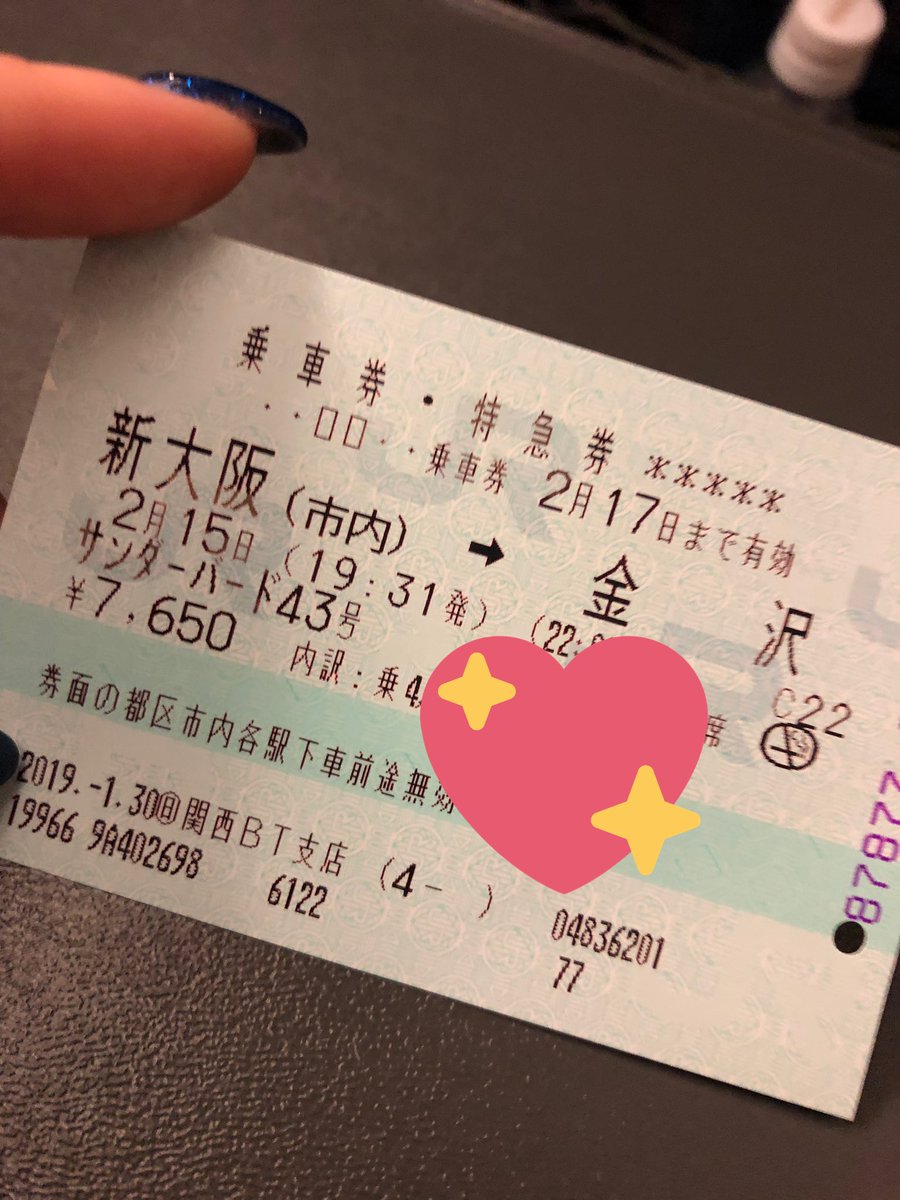 乗車券・特急券 *****
・・ロロ・・乗車券 2月17日まで有効
新大阪(市内) ➡ 金沢
2月15日 (19:31発) (22:
サンダーバード43号 席 C22
¥7,650 内訳:乗4
券面の都区市内各駅下車前途無効
2019.-1.30 関西BT支店 (4- ) 04836201
19966 9A402698 6122 77
87877